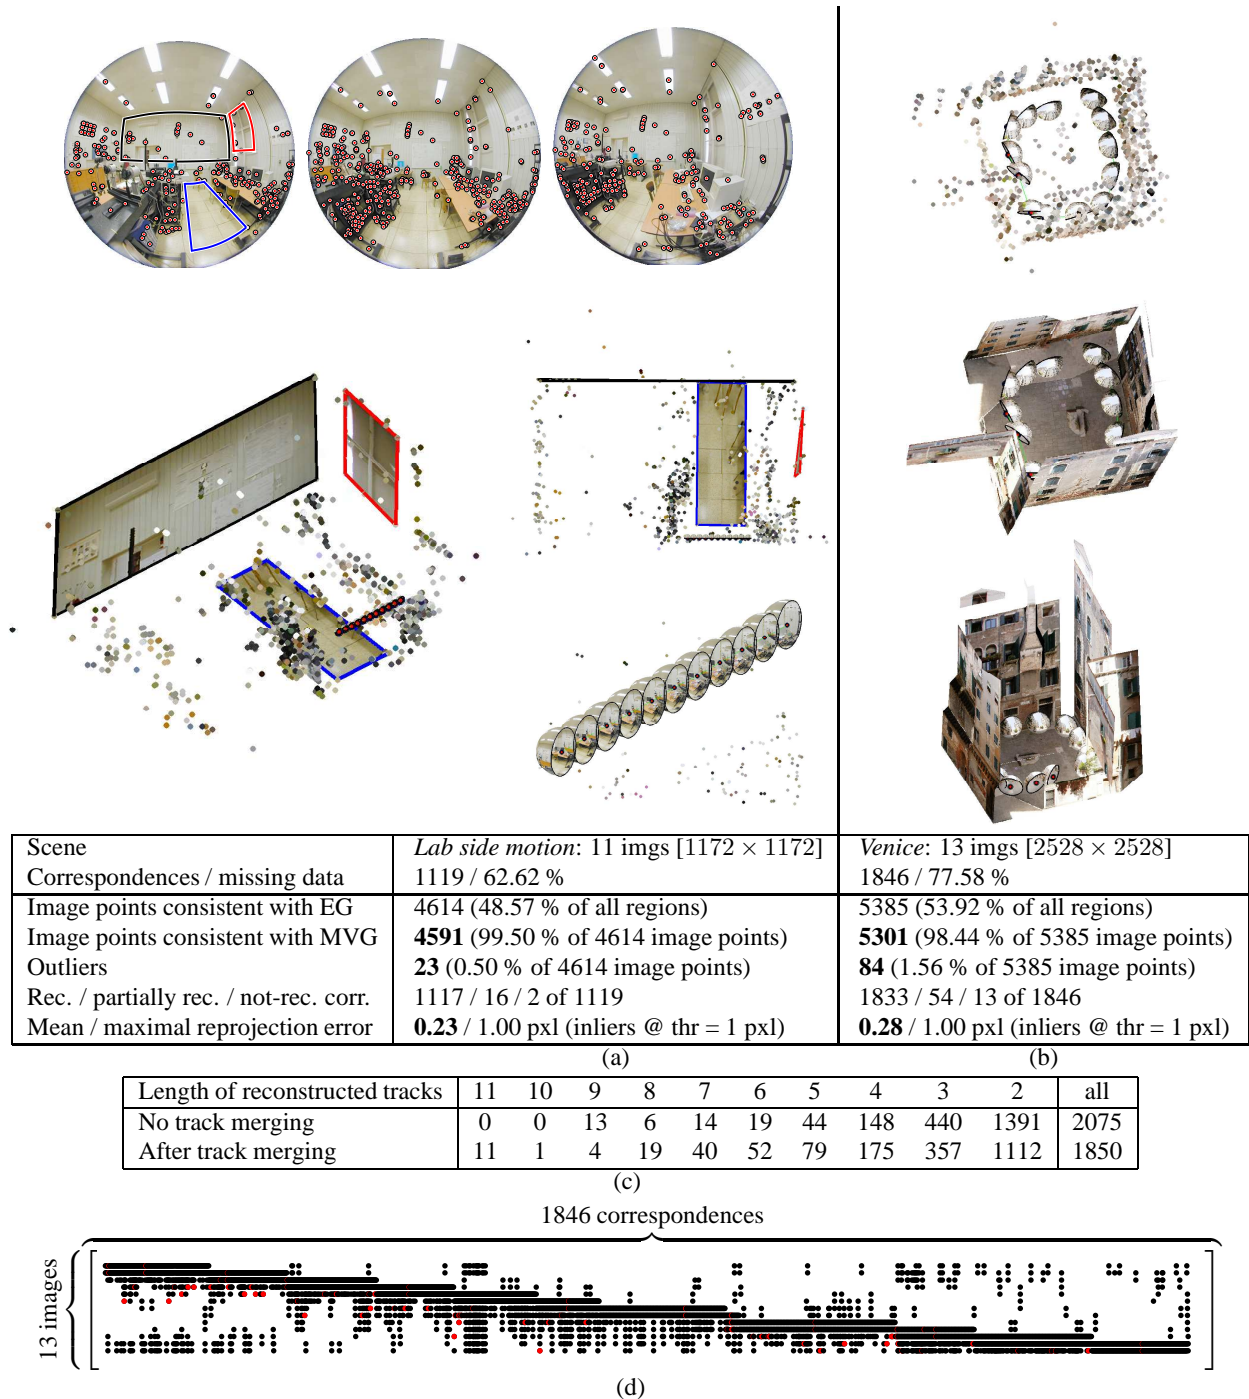 Scene Lab side motion: 11 imgs [1172 × 1172] Venice: 13 imgs [2528 × 2528]
Correspondences / missing data 1119 / 62.62 % 1846 / 77.58 %
Image points consistent with EG 4614 (48.57 % of all regions) 5385 (53.92 % of all regions)
Image points consistent with MVG 4591 (99.50 % of 4614 image points) 5301 (98.44 % of 5385 image points)
Outliers 23 (0.50 % of 4614 image points) 84 (1.56 % of 5385 image points)
Rec. / partially rec. / not-rec. corr. 1117 / 16 / 2 of 1119 1833 / 54 / 13 of 1846
Mean / maximal reprojection error 0.23 / 1.00 pxl (inliers @ thr = 1 pxl) 0.28 / 1.00 pxl (inliers @ thr = 1 pxl)
(a) (b)
Length of reconstructed tracks 11 10 9 8 7 6 5 4 3 2 all
No track merging 0 0 13 6 14 19 44 148 440 1391 2075
After track merging 11 1 4 19 40 52 79 175 357 1112 1850
(c)
1846 correspondences
13 images
(d)